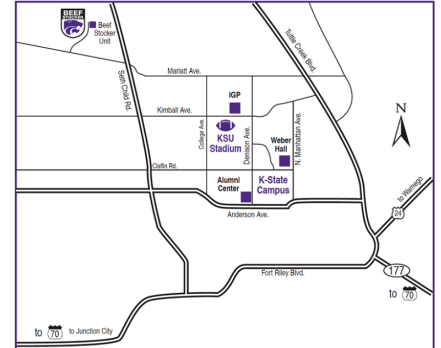 BEEF
STOCKER
Beef
Stocker
Unit
Seth Child Rd.
Tuttle Creek Blvd.
Marlatt Ave.
IGP
Kimball Ave.
College Ave.
KSU
Stadium
Denison Ave.
Weber
Hall
N. Manhattan Ave.
N
Claflin Rd.
Alumni
Center
K-State
Campus
Anderson Ave.
to Wamego
24
Fort Riley Blvd.
177
to 70
to 70 to Junction City